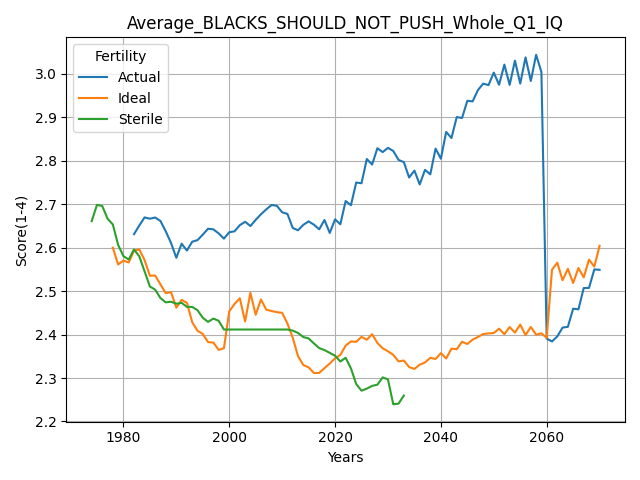 Average_BLACKS_SHOULD_NOT_PUSH_Whole_Q1_IQ
Fertility
Actual
Ideal
Sterile
3.0
2.9
2.8
2.7
2.6
2.5
2.4
2.3
2.2
Score(1-4)
1980
2000
2020
2040
2060
Years